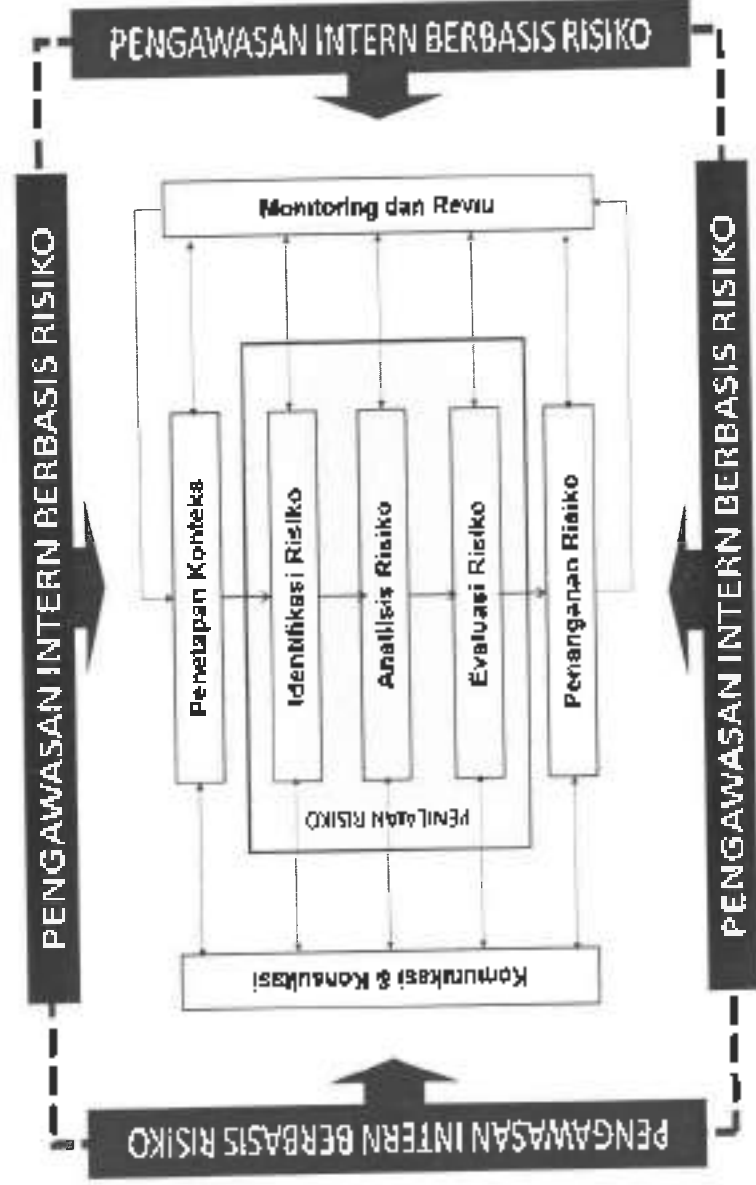 PENGAWASAN INTERN BERBASIS RISIKO
PENGAWASAN INTERN BERBASIS RISIKO
Komunikasi & Konsultasi
PENILAIAN RISIKO
Penetapan Konteks
Identifikasi Risiko
Analisis Risiko
Evaluasi Risiko
Penanganan Risiko
Monitoring dan Reviu
PENGAWASAN INTERN BERBASIS RISIKO
PENGAWASAN INTERN BERBASIS RISIKO